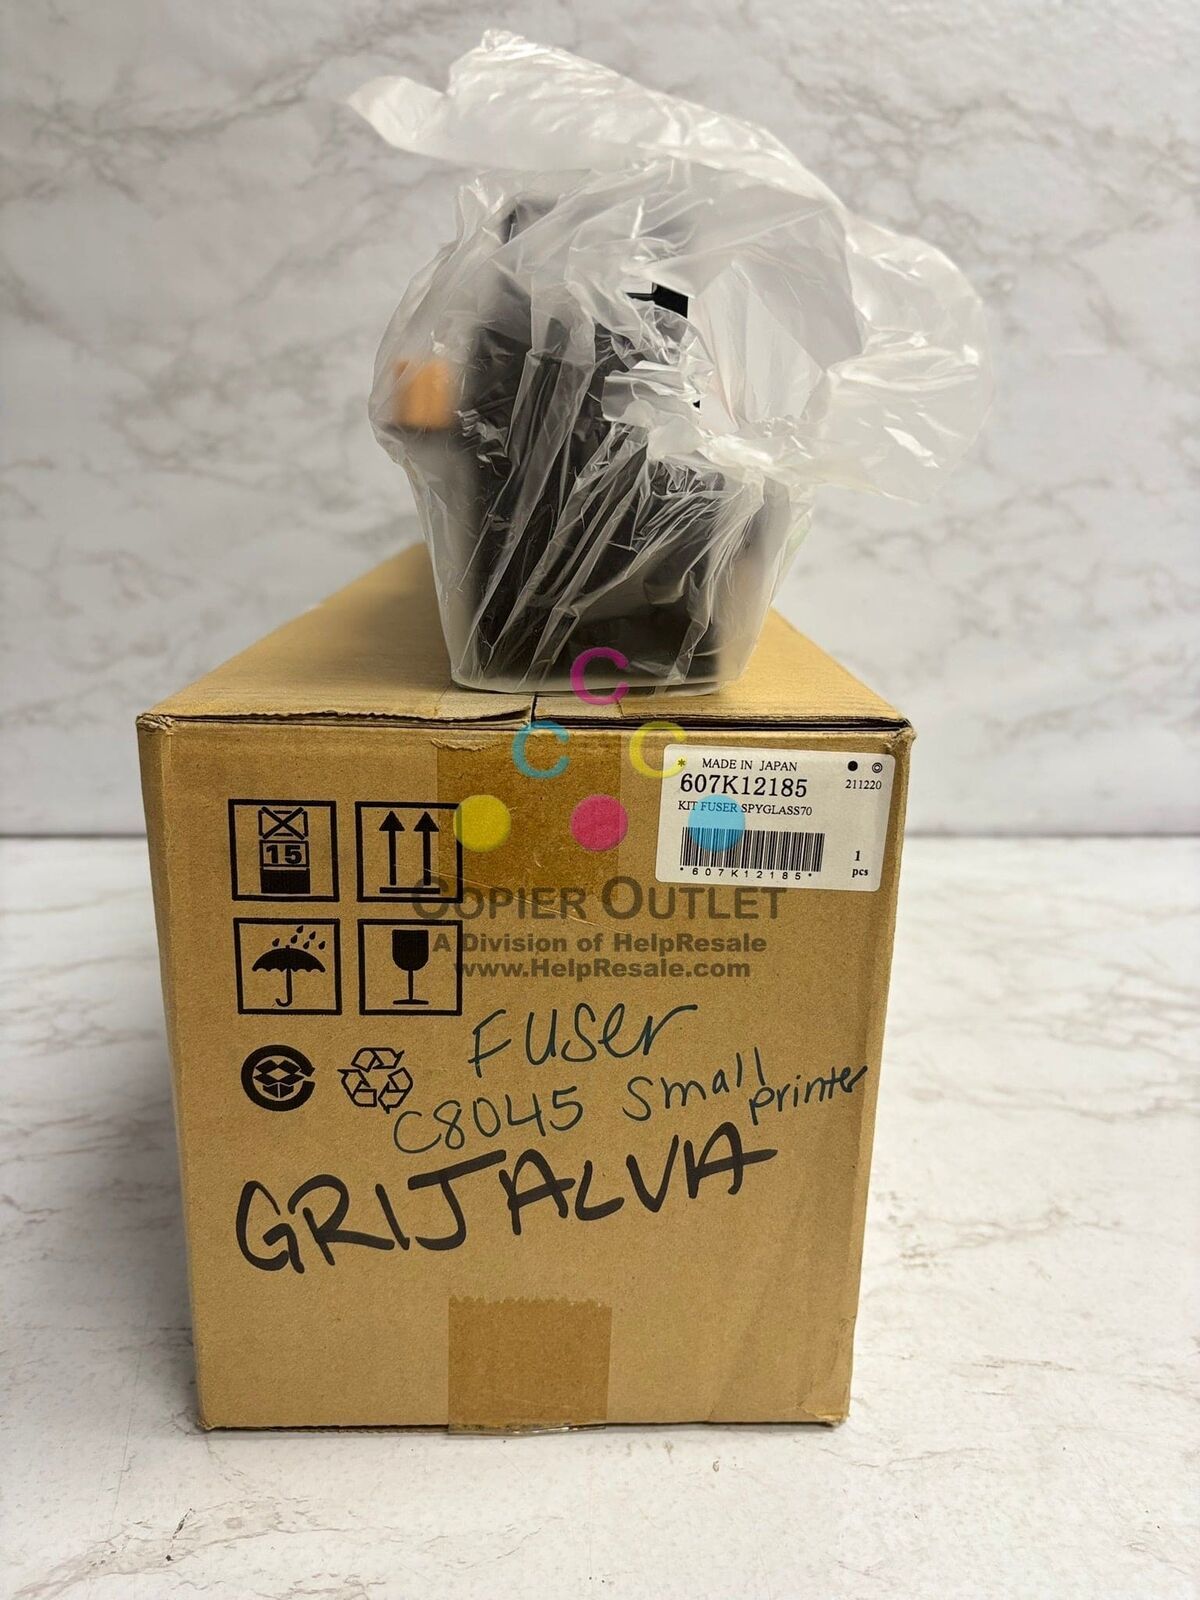 * MADE IN JAPAN
607K12185
211220
KIT FUSER SPYGLASS70
*607K12185*
1
pcs
15
C
C C
COPIER OUTLET
A Division of HelpResale
www.HelpResale.com
Fuser
C8045 Small printer
GRIJALVA